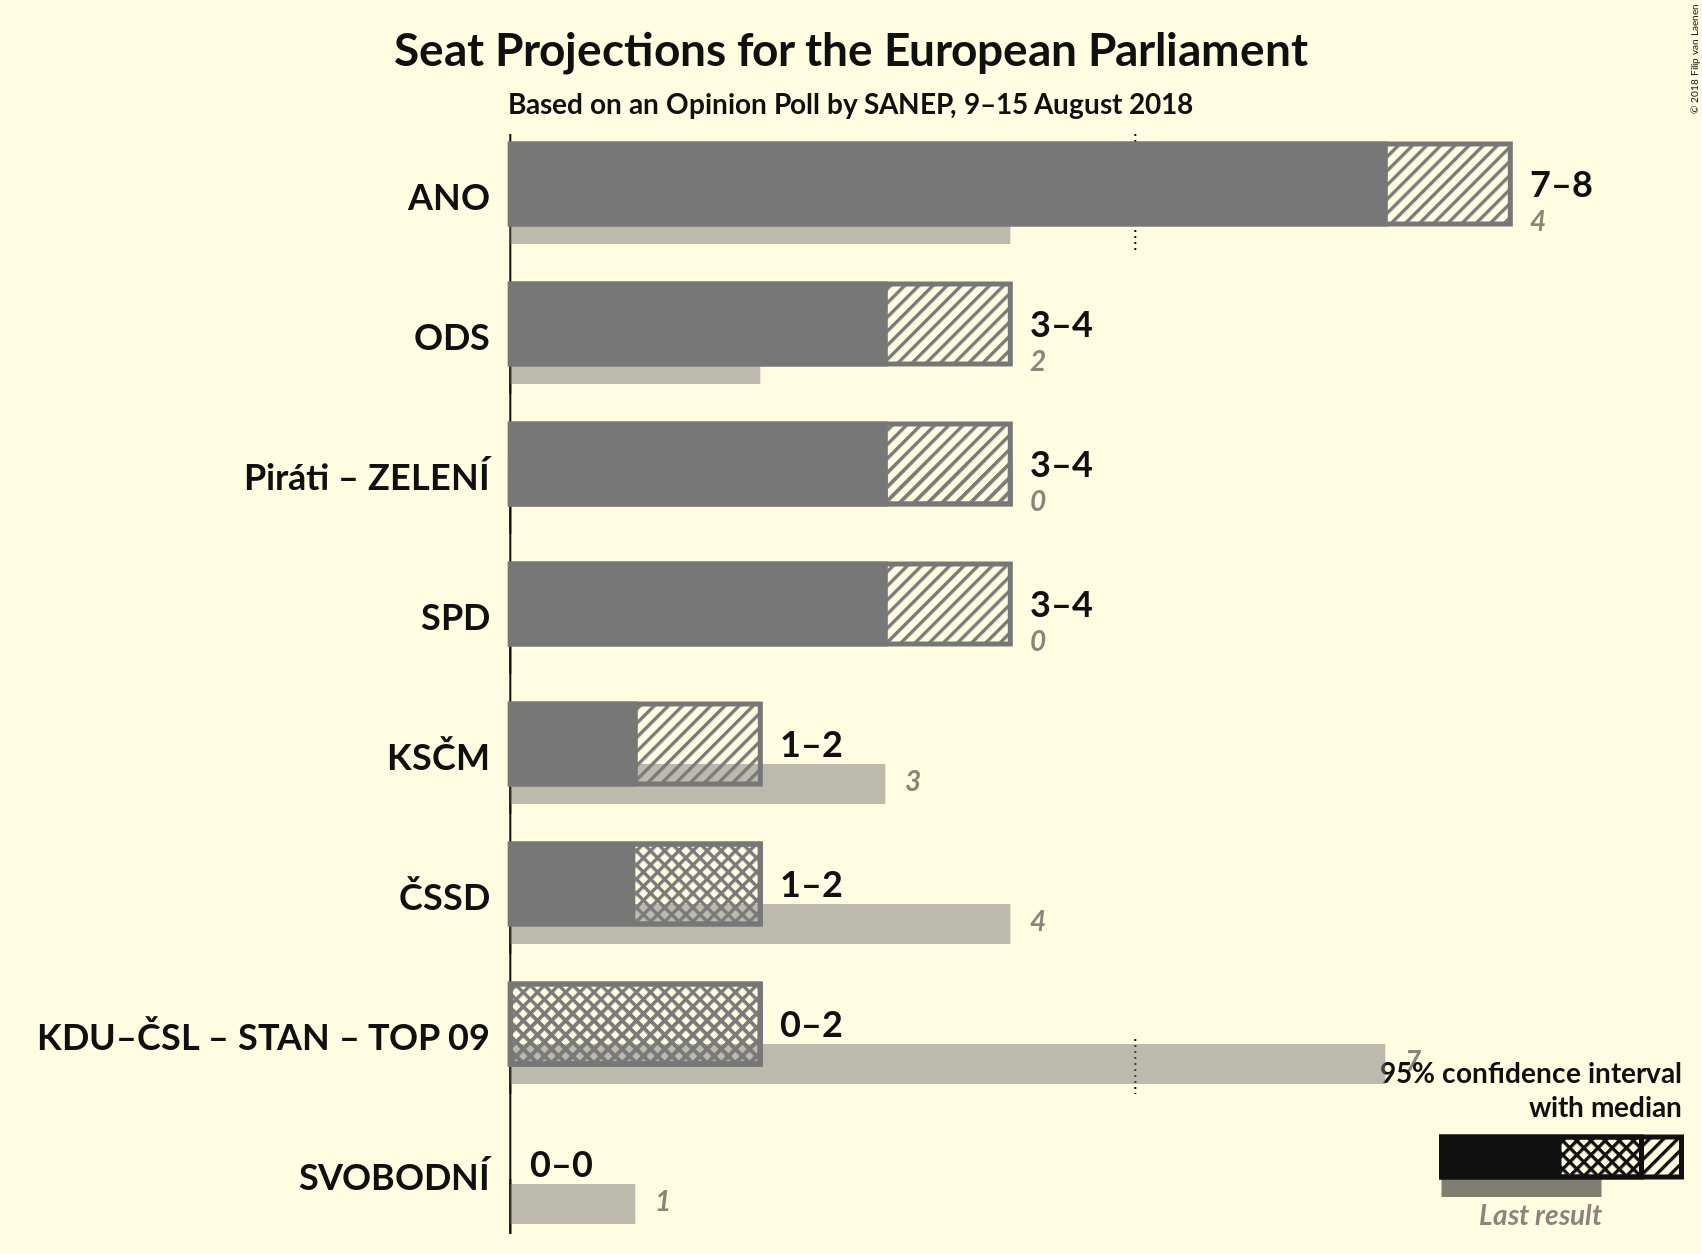 Seat Projections for the European Parliament
Based on an Opinion Poll by SANEP, 9–15 August 2018
© 2018 Filip van Laenen
ANO
7–8
4
ODS
3–4
2
Piráti – ZELENÍ
3–4
0
SPD
3–4
0
KSČM
1–2
3
ČSSD
1–2
4
KDU–ČSL – STAN – TOP 09
0–2
7
SVOBODNÍ
0–0
1
95% confidence interval
with median
Last result